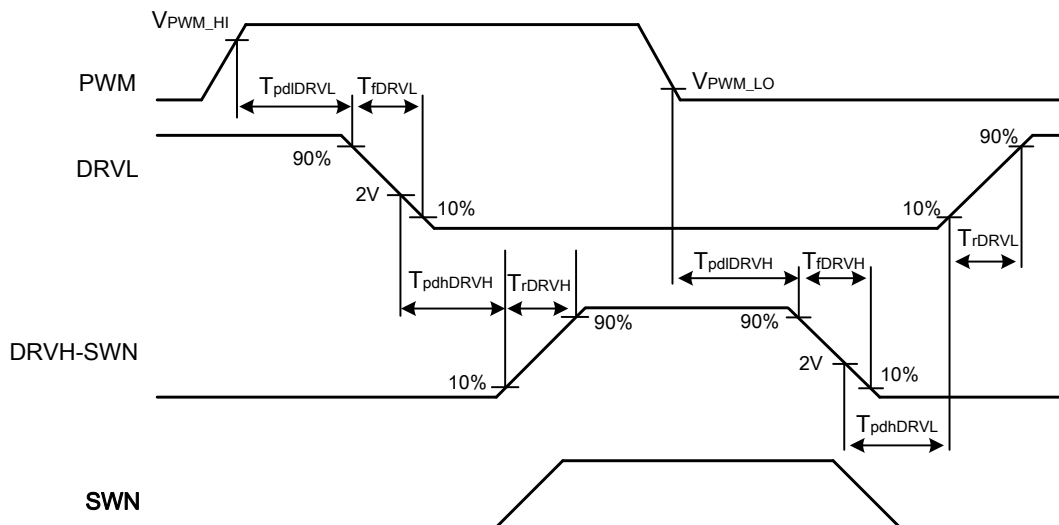 VPWM_HI
PWM
TpdlDRVL TfDRVL
VPWM_LO
DRVL
90%
90%
2V
10%
10%
TrDRVL
TpdhDRVH TrDRVH
TpdlDRVH TfDRVH
DRVH-SWN
90%
90%
10%
2V
10%
TpdhDRVL
SWN